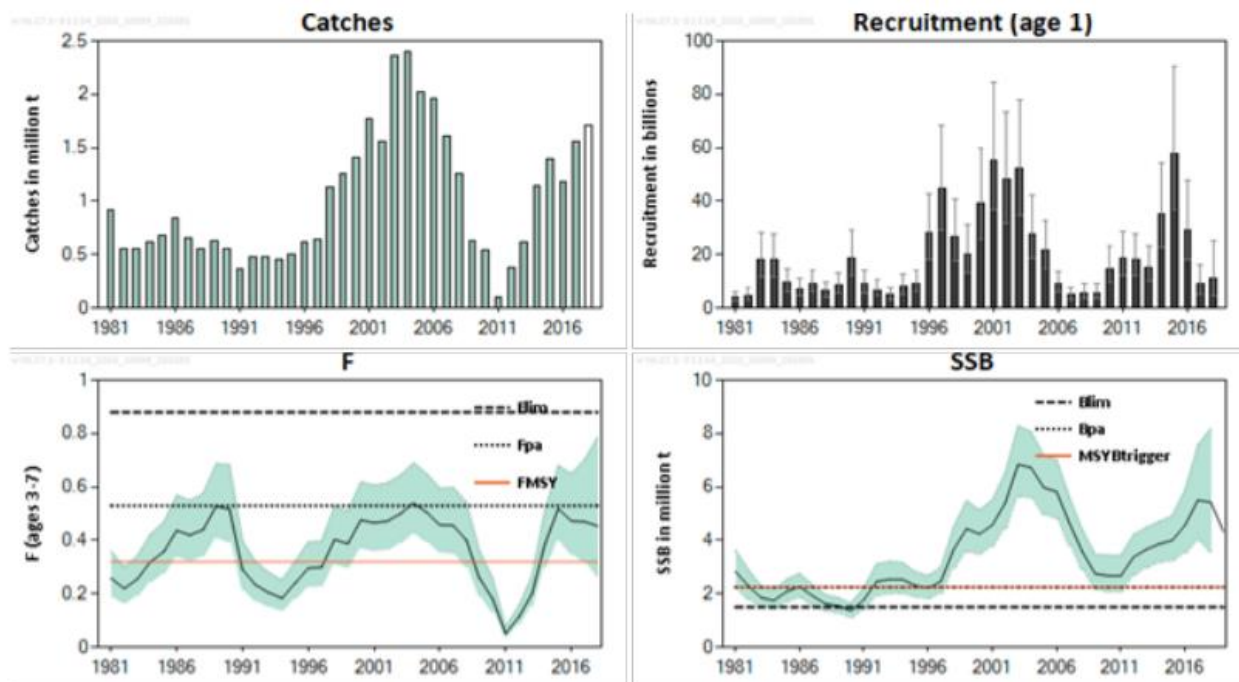 Catches
Catches in million t
2.5
2
1.5
1
0.5
0
1981 1986 1991 1996 2001 2006 2011 2016
Recruitment (age 1)
Recruitment in billions
100
80
60
40
20
0
1981 1986 1991 1996 2001 2006 2011 2016
F
F (ages 3-7)
1
0.8
0.6
0.4
0.2
0
Flim
Fpa
FMSY
1981 1986 1991 1996 2001 2006 2011 2016
SSB
SSB in million t
10
8
6
4
2
0
Blim
Bpa
MSYBtrigger
1981 1986 1991 1996 2001 2006 2011 2016